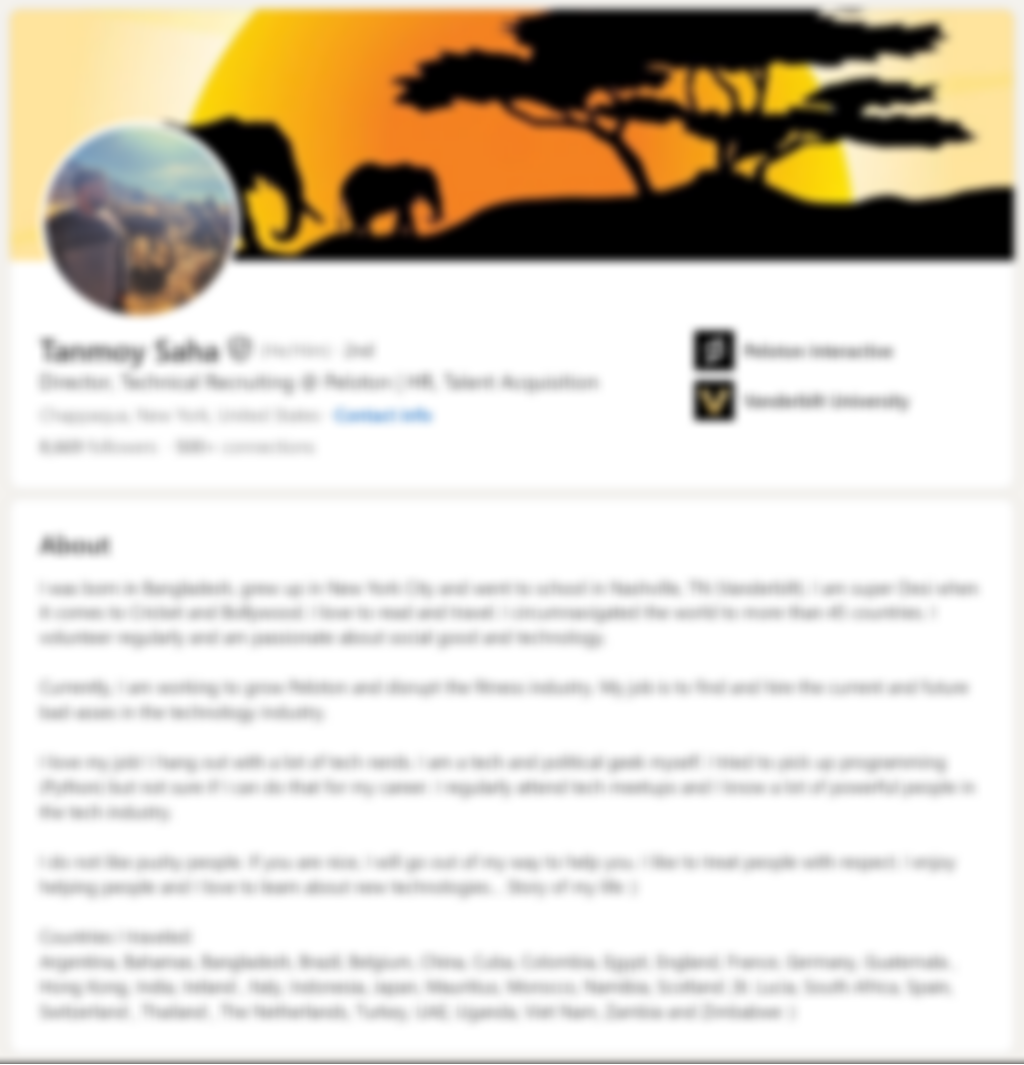 Tanmoy Saha (He/Him) · 2nd
Director, Technical Recruiting @ Peloton | HR, Talent Acquisition
Chappaqua, New York, United States · Contact info
followers · 500+ connections
Peloton Interactive
Vanderbilt University
About
I was born in Bangladesh, grew up in New York City and went to school in Nashville, TN (Vanderbilt). I am super Desi when
it comes to Cricket and Bollywood. I love to read and travel. I circumnavigated the world to more than 45 countries. I
volunteer regularly and am passionate about social good and technology.
Currently, I am working to grow Peloton and disrupt the fitness industry. My job is to find and hire the current and future
bad asses in the technology industry.
I love my job! I hang out with a lot of tech nerds. I am a tech and political geek myself. I tried to pick up programming
(Python) but not sure if I can do that for my career. I regularly attend tech meetups and I know a lot of powerful people in
the tech industry.
I do not like pushy people. If you are nice, I will go out of my way to help you. I like to treat people with respect. I enjoy
helping people and I love to learn about new technologies... Story of my life :)
Countries I traveled:
Argentina, Bahamas, Bangladesh, Brazil, Belgium, China, Cuba, Colombia, Egypt, England, France, Germany, Guatemala,
Hong Kong, India, Ireland, Italy, Indonesia, Japan, Mauritius, Morocco, Namibia, Scotland, St. Lucia, South Africa, Spain,
Switzerland, Thailand, The Netherlands, Turkey, UAE, Uganda, Viet Nam, Zambia and Zimbabwe :)